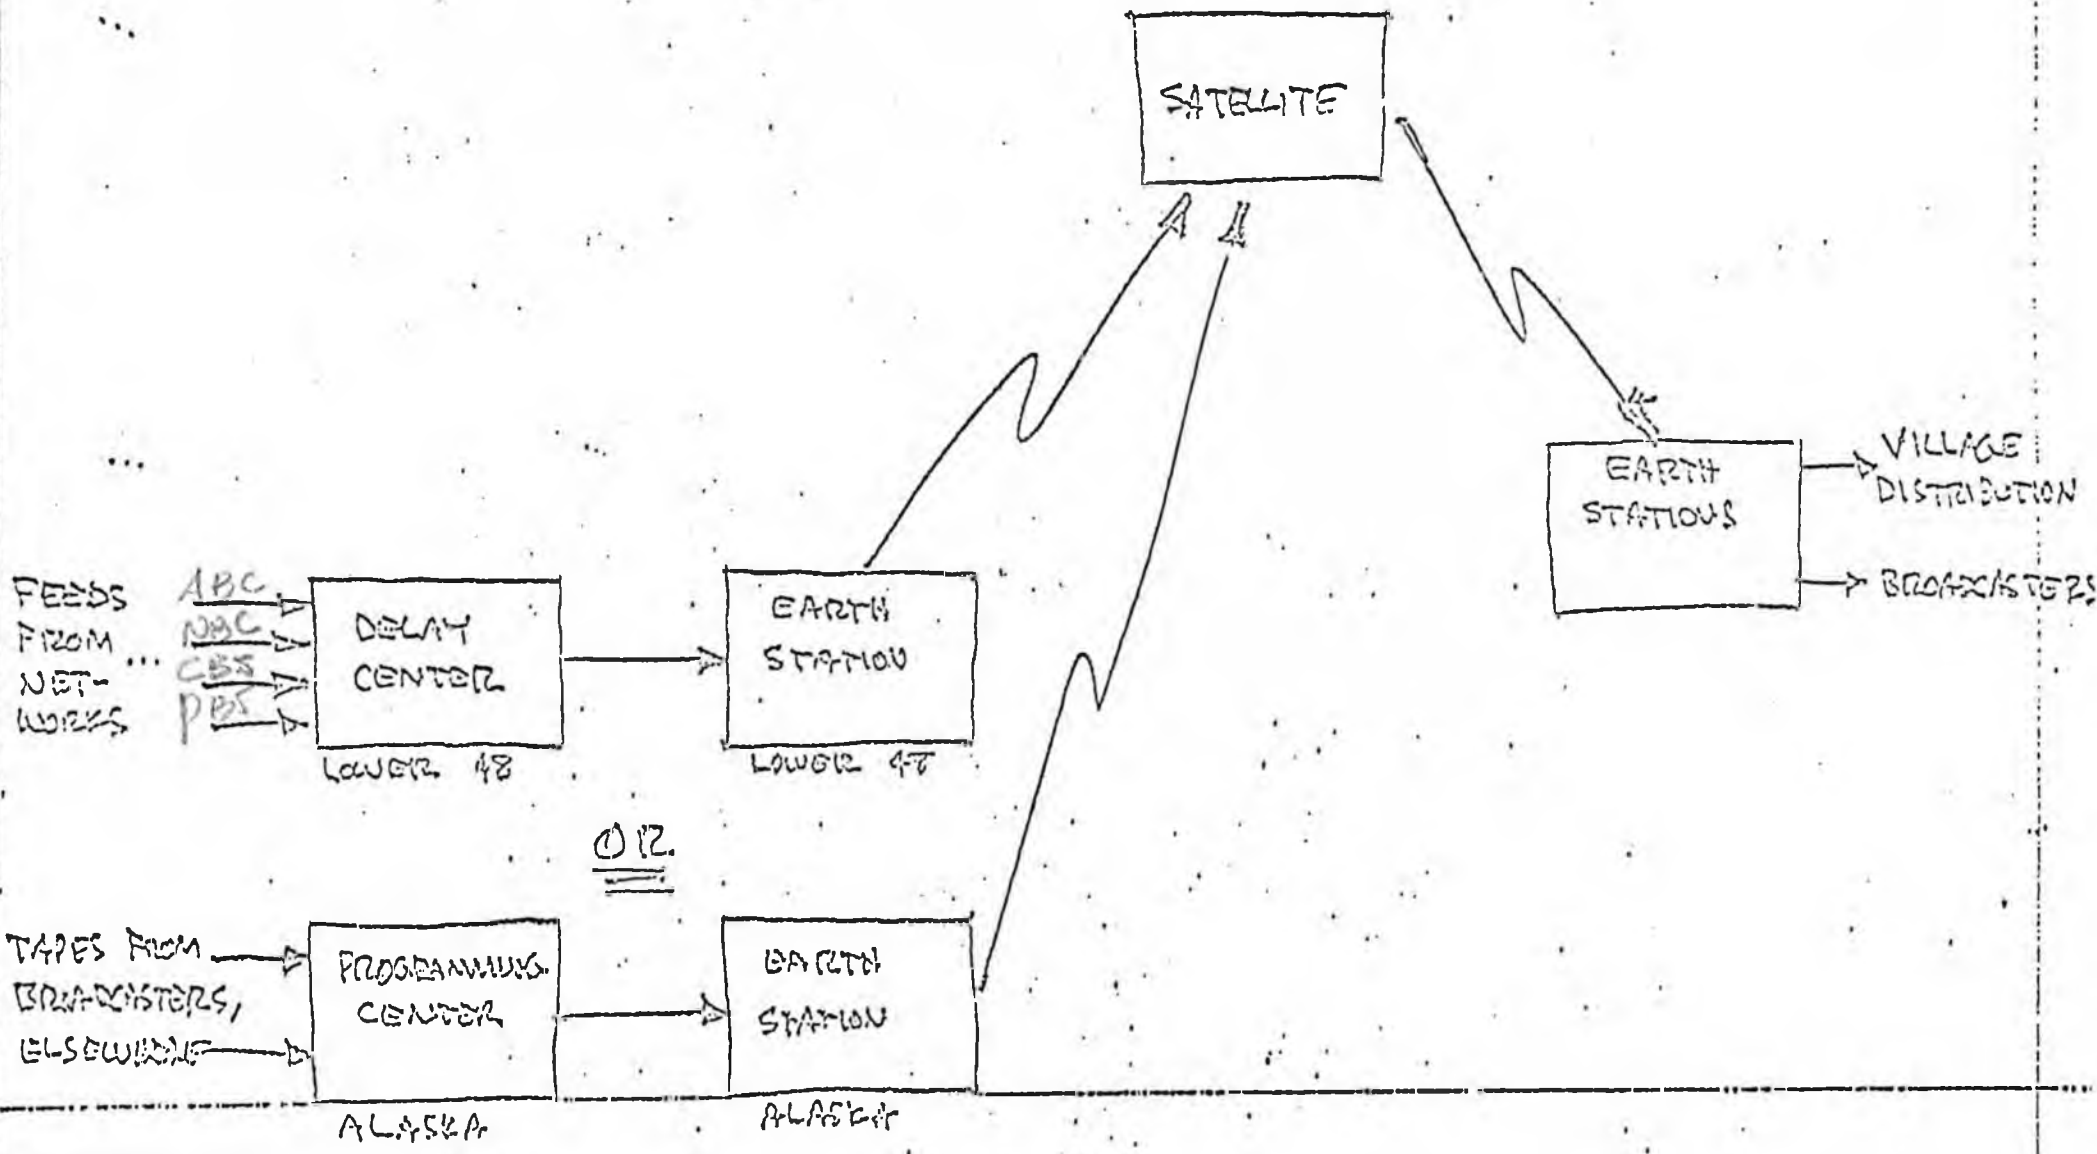 SATELLITE
EARTH
STATIONS
VILLAGE
DISTRIBUTION
BROADCASTERS
FEEDS
FROM ...
NET-
WORKS
ABC
NBC
CBS
PBS
DELAY
CENTER
LOWER 48
EARTH
STATION
LOWER 48
OR
TAPES FROM
BROADCASTERS,
ELSEWHERE
PROGRAMMING
CENTER
ALASKA
EARTH
STATION
ALASKA